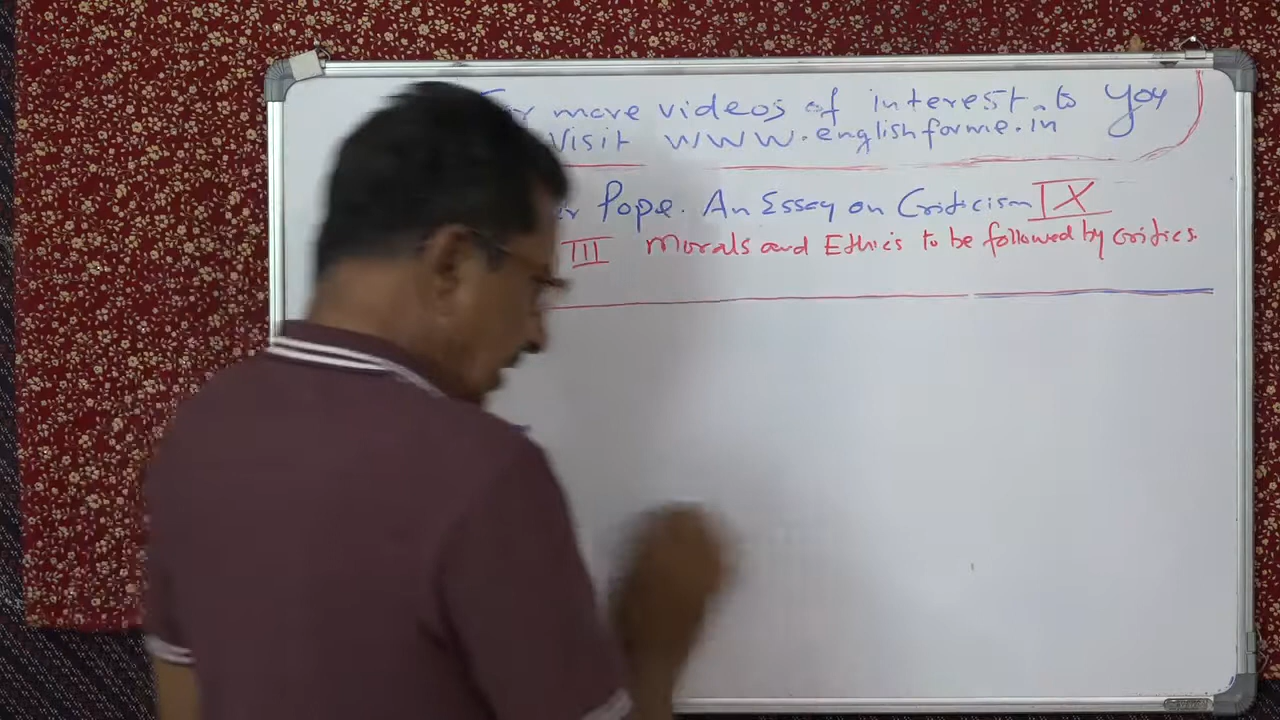 more videos of interest to you
Visit www.englishforme.in
Pope. An Essay on Criticism IX
III Morals and Ethics to be followed by critics.